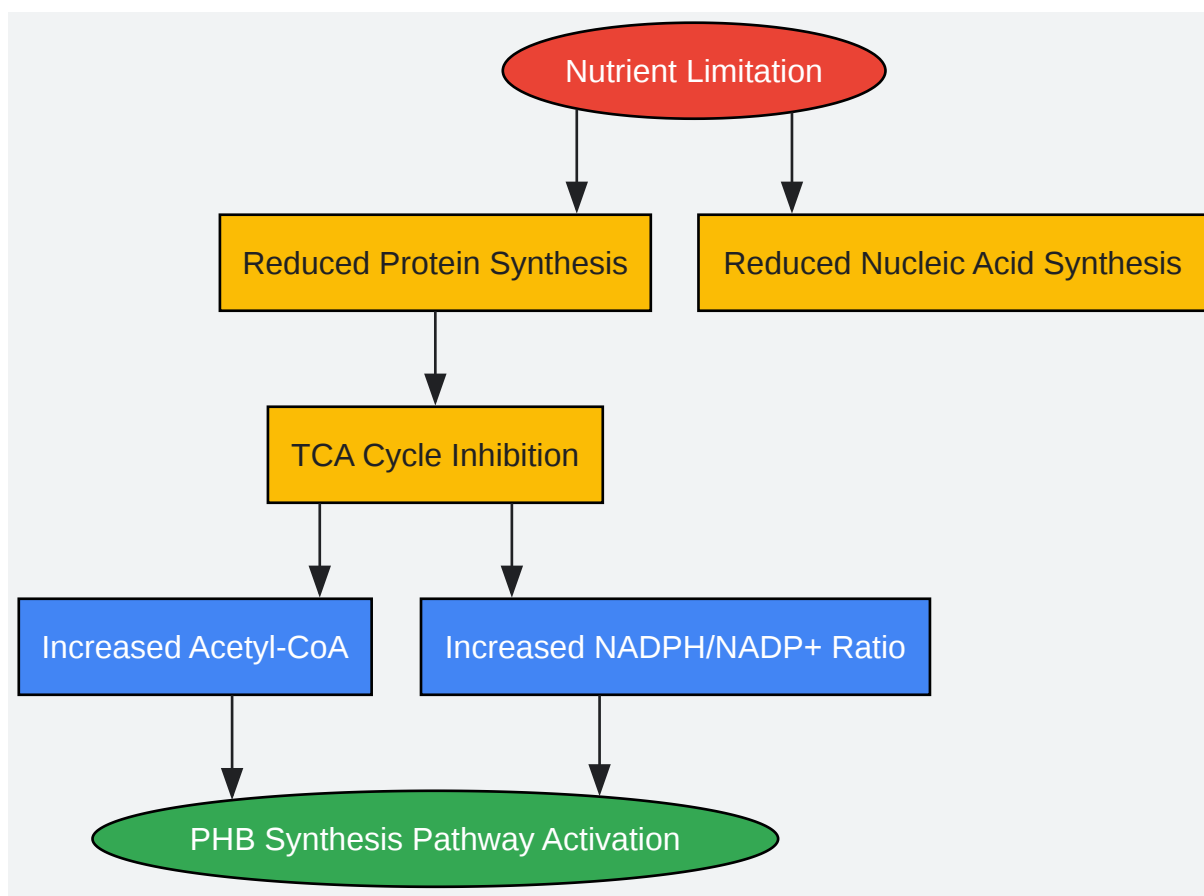 Nutrient Limitation
Reduced Protein Synthesis
Reduced Nucleic Acid Synthesis
TCA Cycle Inhibition
Increased Acetyl-CoA
Increased NADPH/NADP+ Ratio
PHB Synthesis Pathway Activation